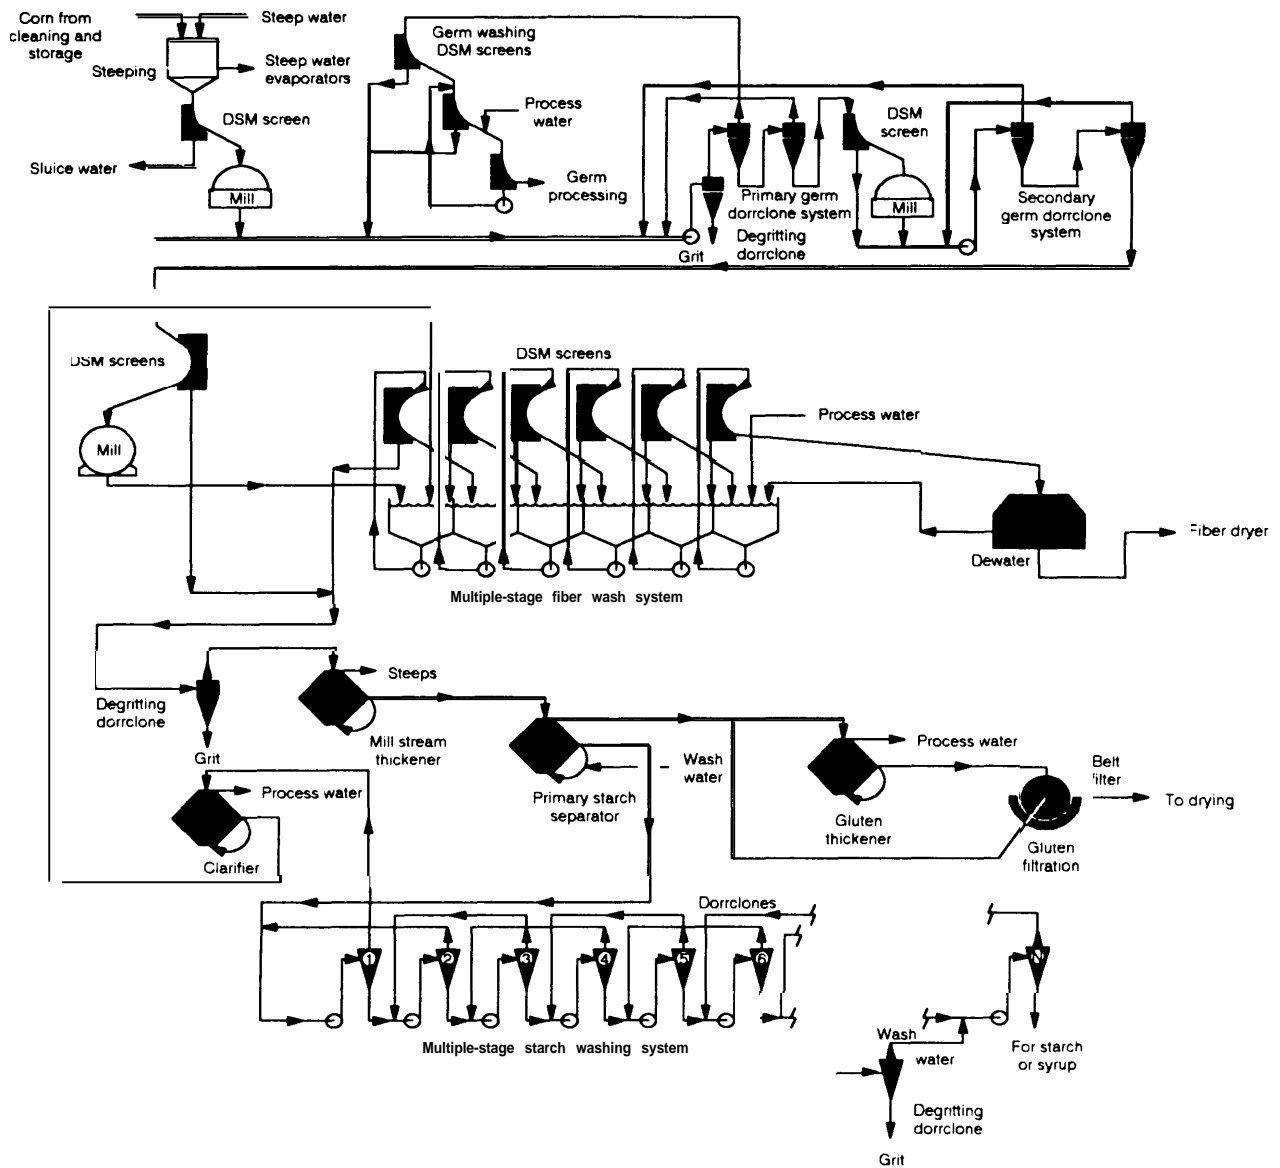 Corn from
cleaning and
storage
Steep water
Steeping
Steep water
evaporators
DSM screen
Sluice water
Mill
Germ washing
DSM screens
Process
water
Germ
processing
DSM
screen
Mill
Primary germ
dorrclone system
Secondary
germ dorrclone
system
Grit
Degritting
dorrclone
DSM screens
Mill
DSM screens
Process water
Fiber dryer
Dewater
Multiple-stage fiber wash system
Steeps
Degritting
dorrclone
Mill stream
thickener
Grit
Process water
Clarifier
Wash
water
Primary starch
separator
Process water
Gluten
thickener
Belt
filter
To drying
Gluten
filtration
Dorrclones
1
2
3
4
5
6
N
Multiple-stage starch washing system
Wash
water
For starch
or syrup
Degritting
dorrclone
Grit